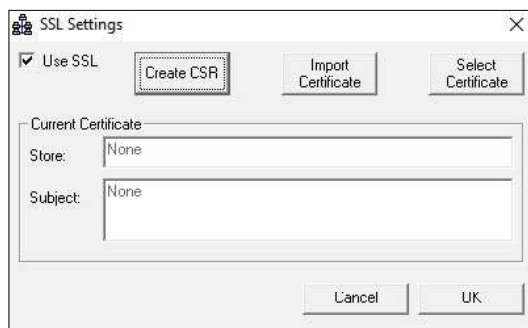 SSL Settings
Use SSL
Create CSR
Import
Certificate
Select
Certificate
Current Certificate
Store:
None
Subject:
None
Cancel
OK